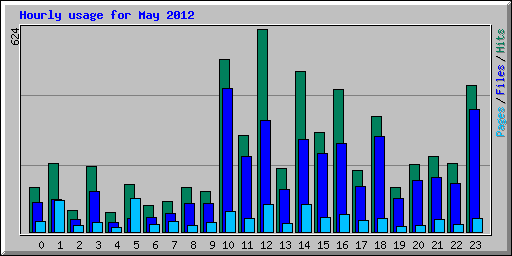 Hourly usage for May 2012
624
Pages/Files/Hits
0 1 2 3 4 5 6 7 8 9 10 11 12 13 14 15 16 17 18 19 20 21 22 23